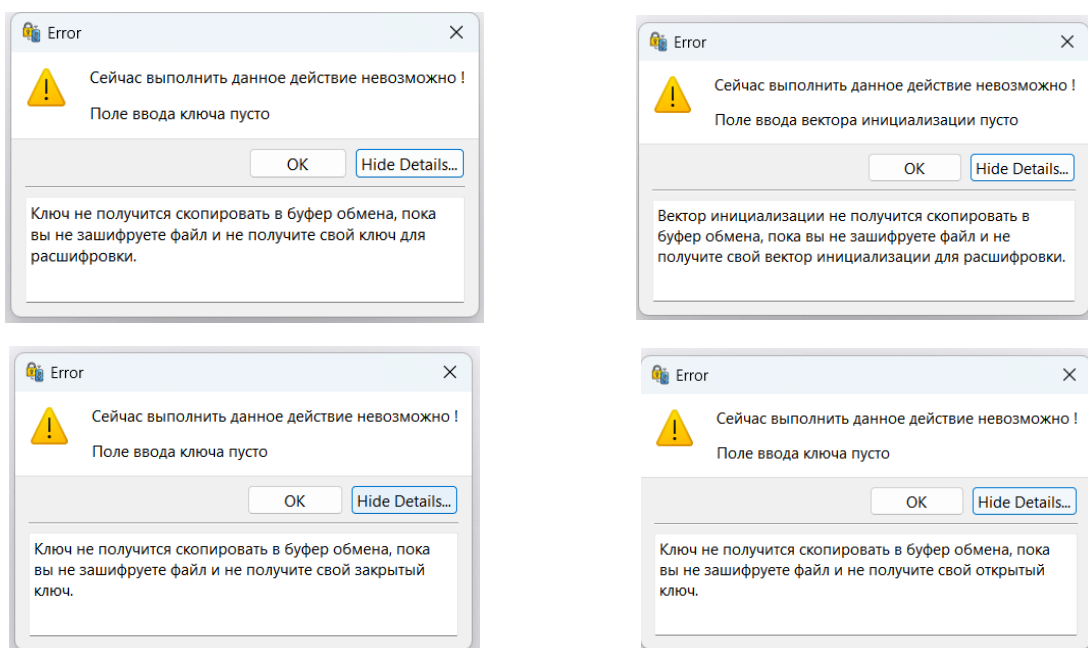 Error
Сейчас выполнить данное действие невозможно !
Поле ввода ключа пусто
OK
Hide Details...
Ключ не получится скопировать в буфер обмена, пока
вы не зашифруете файл и не получите свой ключ для
расшифровки.
Error
Сейчас выполнить данное действие невозможно !
Поле ввода вектора инициализации пусто
OK
Hide Details...
Вектор инициализации не получится скопировать в
буфер обмена, пока вы не зашифруете файл и не
получите свой вектор инициализации для расшифровки.
Error
Сейчас выполнить данное действие невозможно !
Поле ввода ключа пусто
OK
Hide Details...
Ключ не получится скопировать в буфер обмена, пока
вы не зашифруете файл и не получите свой закрытый
ключ.
Error
Сейчас выполнить данное действие невозможно !
Поле ввода ключа пусто
OK
Hide Details...
Ключ не получится скопировать в буфер обмена, пока
вы не зашифруете файл и не получите свой открытый
ключ.